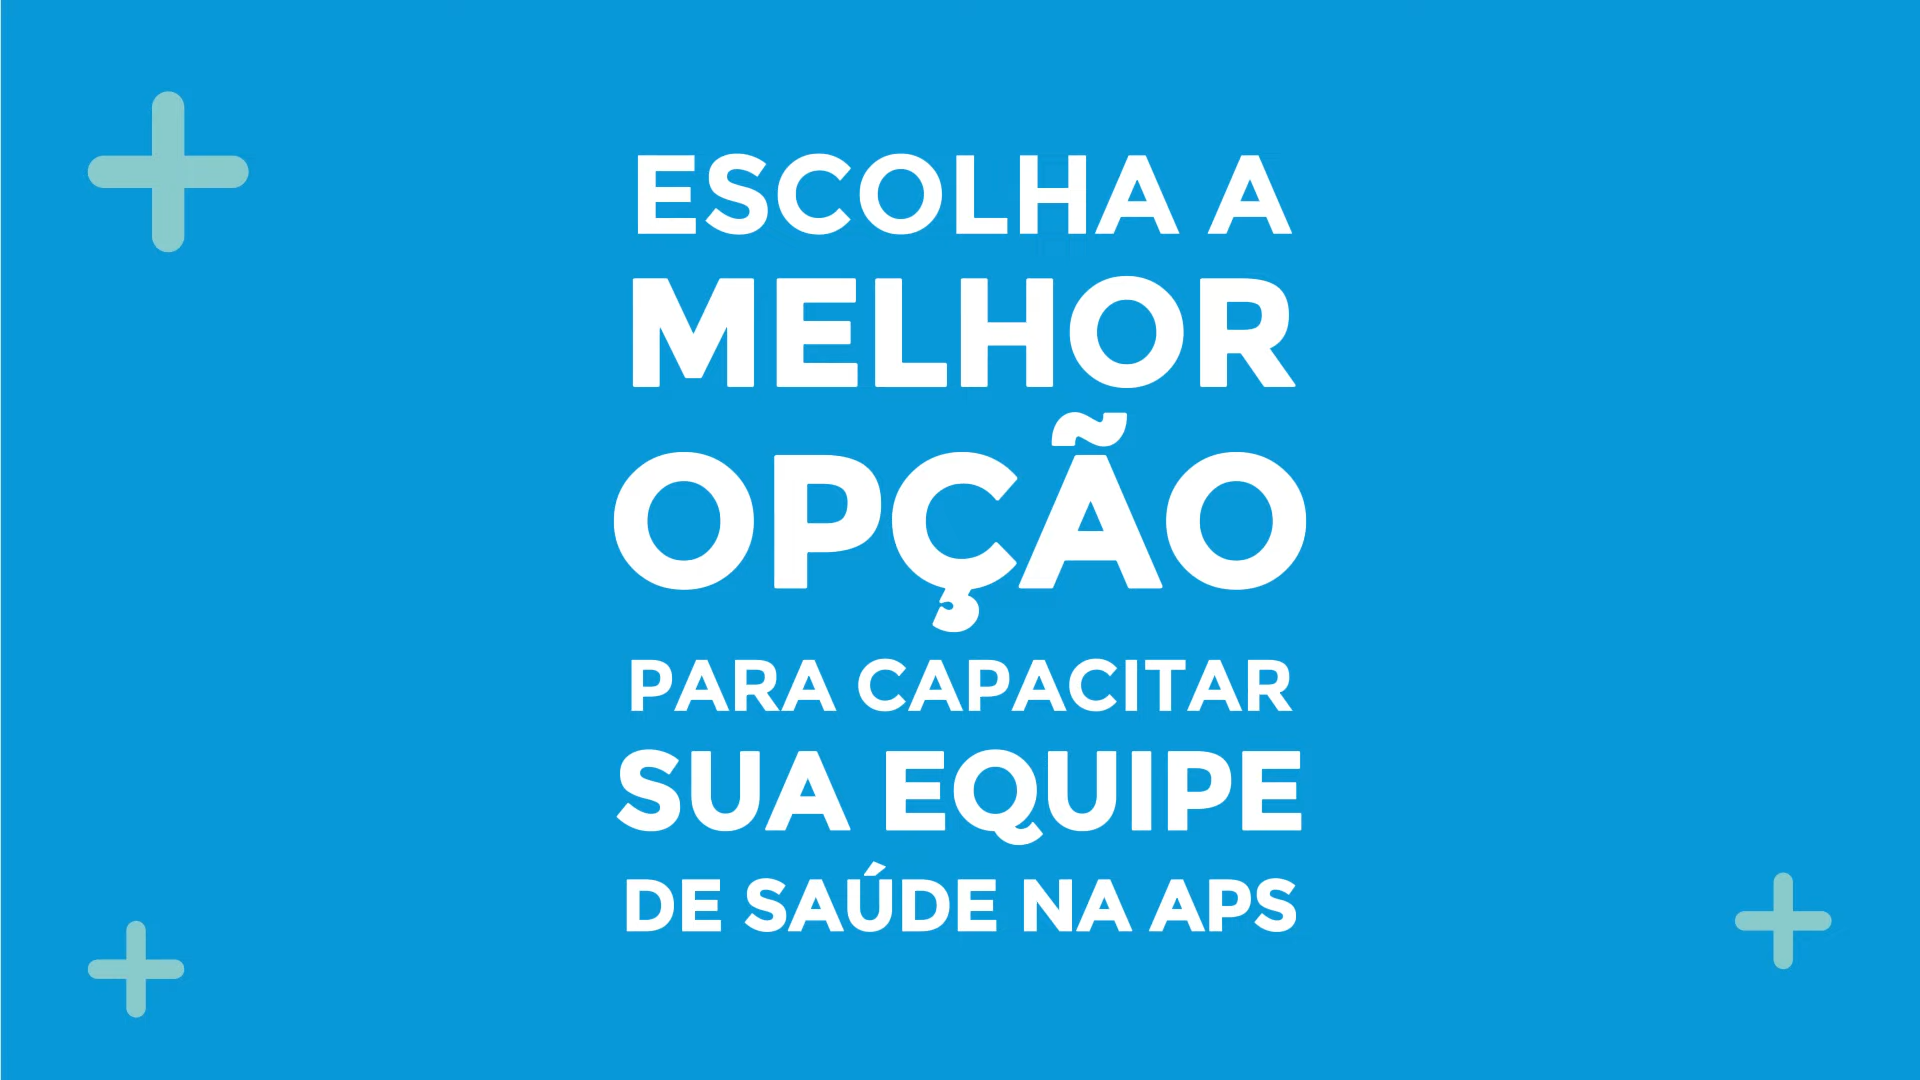 ESCOLHA A
MELHOR
OPÇÃO
PARA CAPACITAR
SUA EQUIPE
DE SAÚDE NA APS